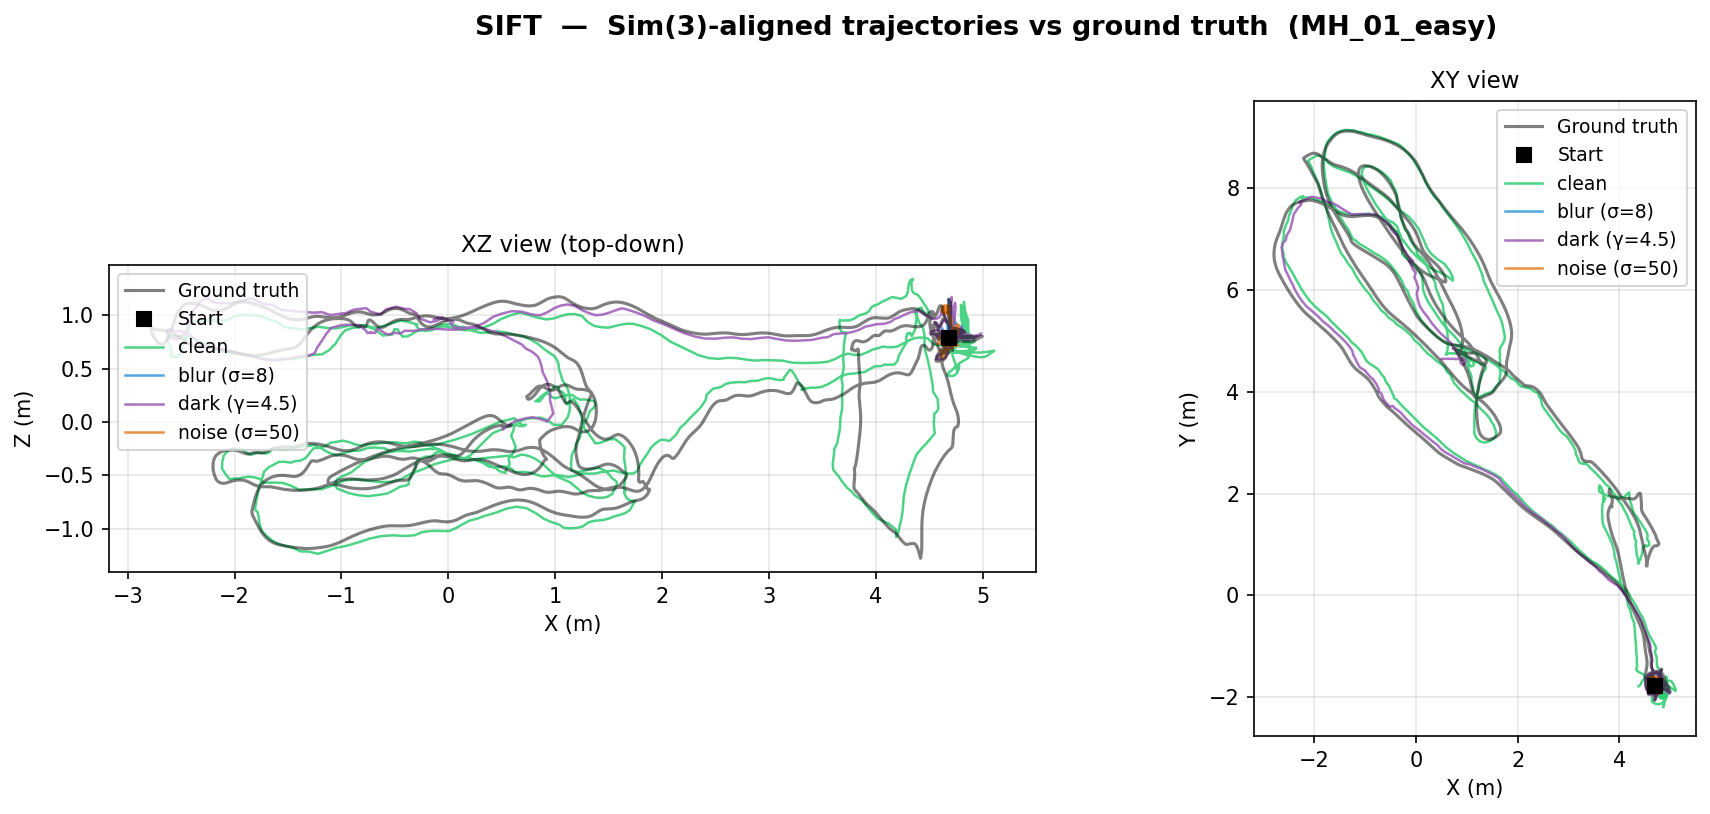 SIFT — Sim(3)-aligned trajectories vs ground truth (MH_01_easy)
XZ view (top-down)
Ground truth
Start
clean
blur (σ=8)
dark (γ=4.5)
noise (σ=50)
Z (m)
1.0
0.5
0.0
−0.5
−1.0
−3 −2 −1 0 1 2 3 4 5
X (m)
XY view
Ground truth
Start
clean
blur (σ=8)
dark (γ=4.5)
noise (σ=50)
Y (m)
8
6
4
2
0
−2
−2 0 2 4
X (m)